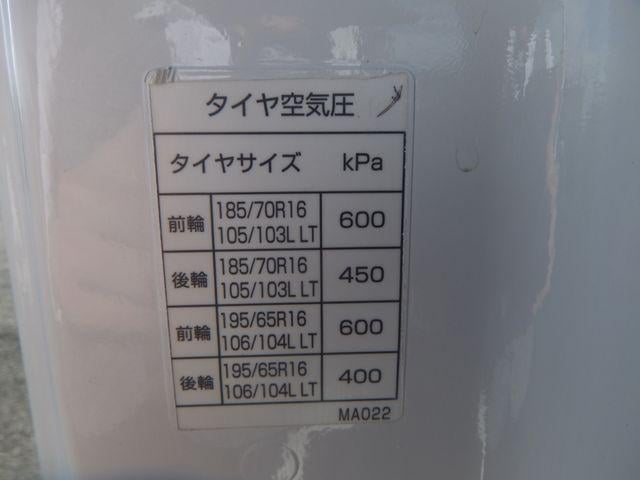 タイヤ空気圧
タイヤサイズ kPa
前輪 185/70R16 105/103L LT 600
後輪 185/70R16 105/103L LT 450
前輪 195/65R16 106/104L LT 600
後輪 195/65R16 106/104L LT 400
MA022